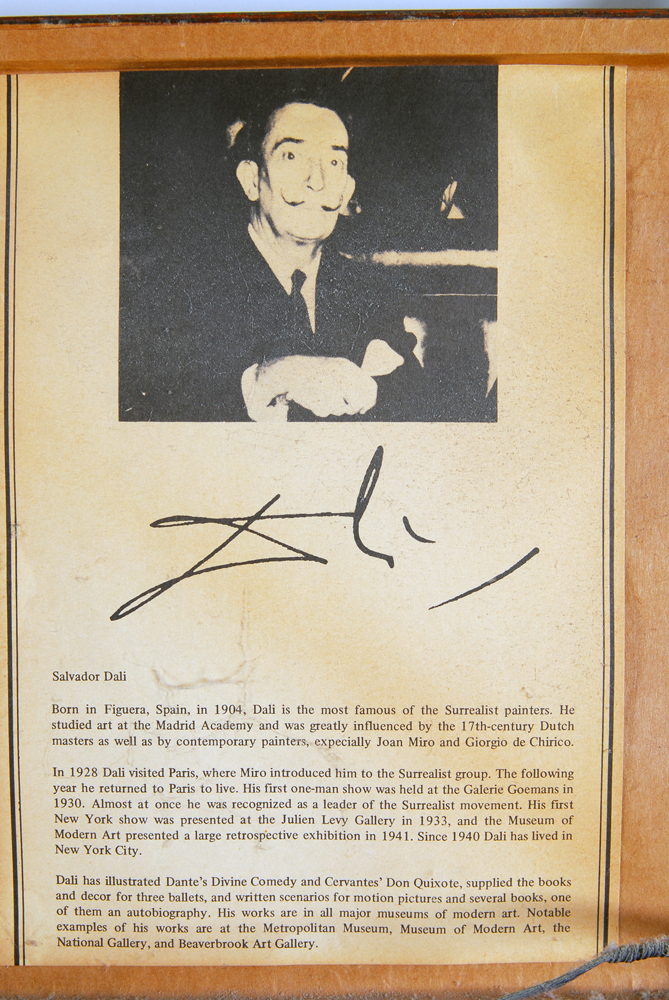 Dali
Salvador Dali
Born in Figuera, Spain, in 1904, Dali is the most famous of the Surrealist painters. He
studied art at the Madrid Academy and was greatly influenced by the 17th-century Dutch
masters as well as by contemporary painters, expecially Joan Miro and Giorgio de Chirico.
In 1928 Dali visited Paris, where Miro introduced him to the Surrealist group. The following
year he returned to Paris to live. His first one-man show was held at the Galerie Goemans in
1930. Almost at once he was recognized as a leader of the Surrealist movement. His first
New York show was presented at the Julien Levy Gallery in 1933, and the Museum of
Modern Art presented a large retrospective exhibition in 1941. Since 1940 Dali has lived in
New York City.
Dali has illustrated Dante's Divine Comedy and Cervantes' Don Quixote, supplied the books
and decor for three ballets, and written scenarios for motion pictures and several books, one
of them an autobiography. His works are in all major museums of modern art. Notable
examples of his works are at the Metropolitan Museum, Museum of Modern Art, the
National Gallery, and Beaverbrook Art Gallery.